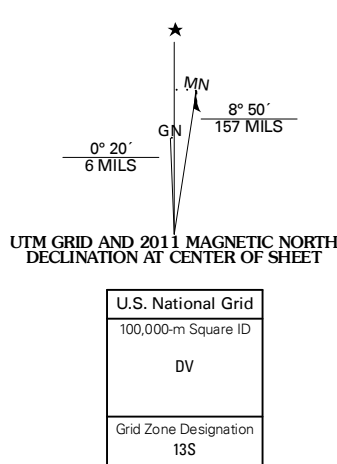 MN
8° 50´
157 MILS
GN
0° 20´
6 MILS
UTM GRID AND 2011 MAGNETIC NORTH
DECLINATION AT CENTER OF SHEET
U.S. National Grid
100,000-m Square ID
DV
Grid Zone Designation
13S